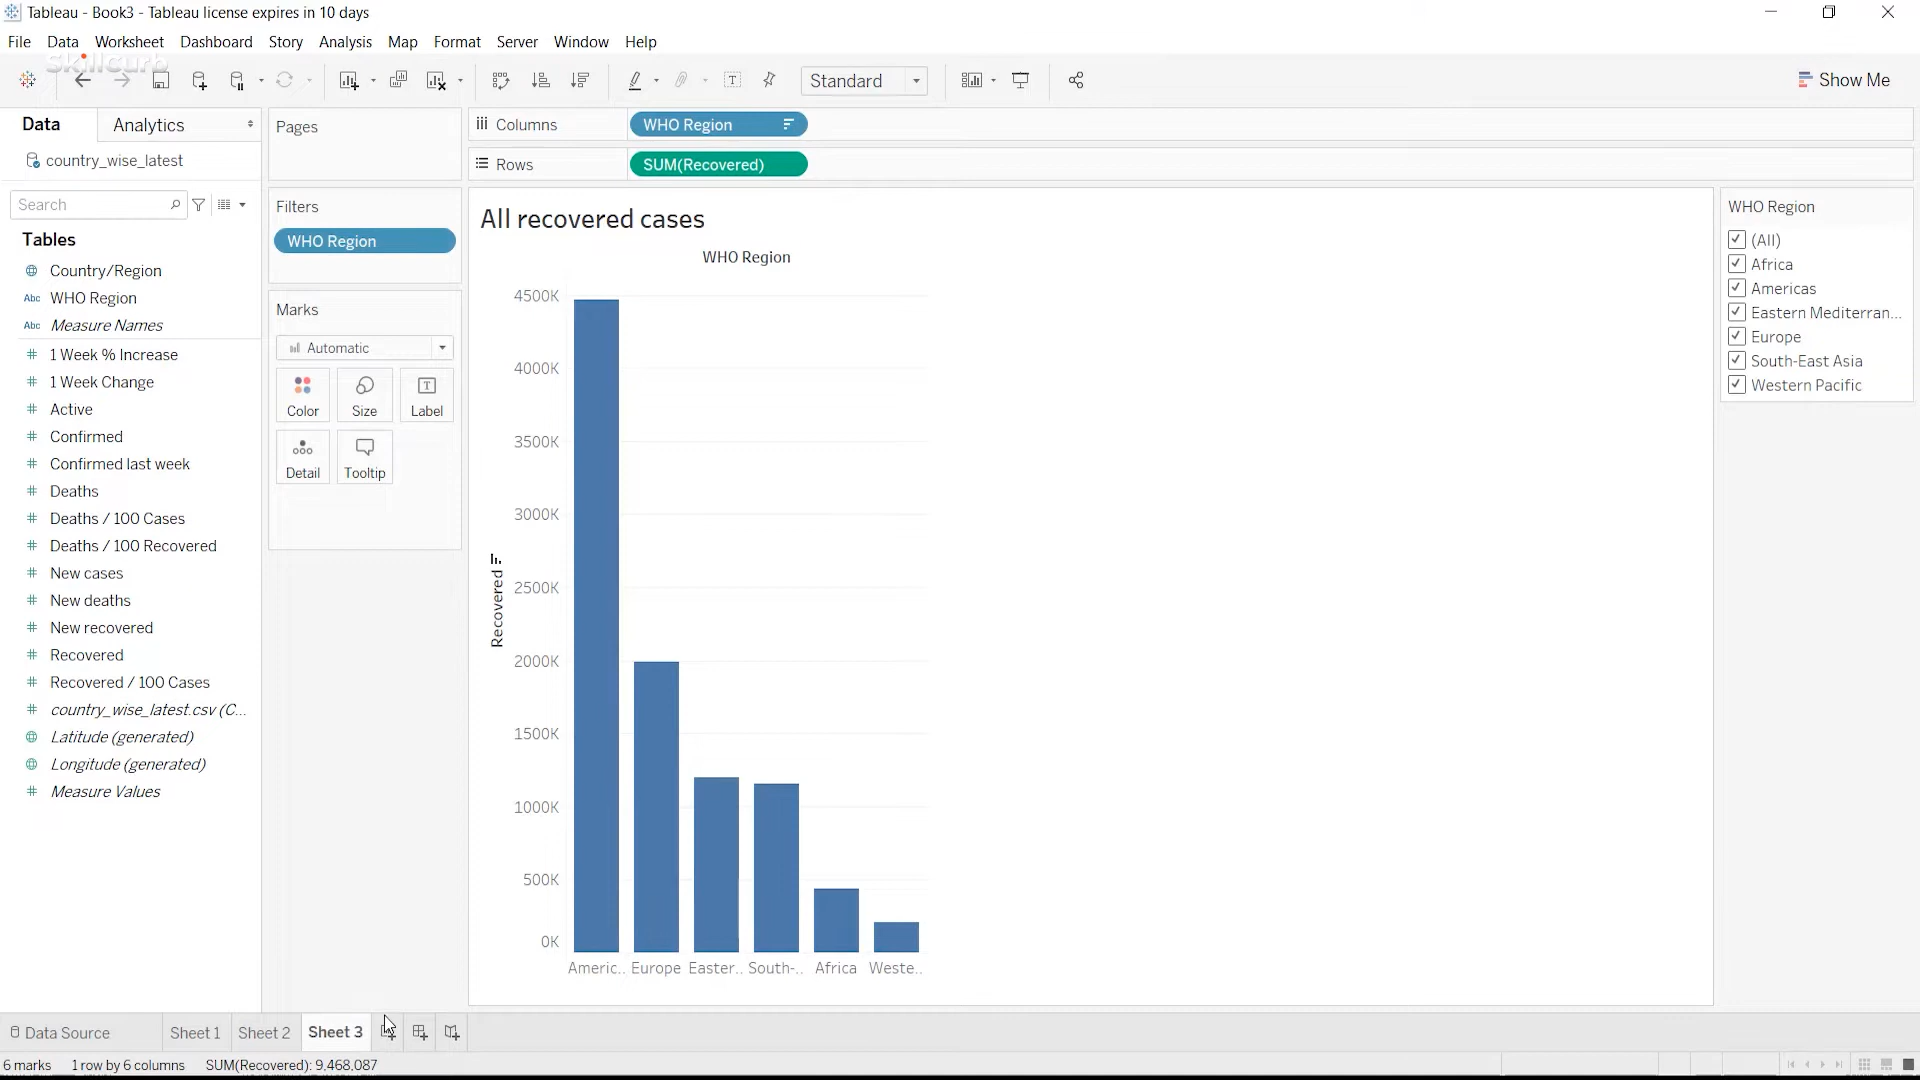 Tableau - Book3 - Tableau license expires in 10 days
File Data Worksheet Dashboard Story Analysis Map Format Server Window Help
Skillcurb
Standard
Show Me
Data
Analytics
country_wise_latest
Search
Tables
Country/Region
Abc WHO Region
Abc Measure Names
# 1 Week % Increase
# 1 Week Change
# Active
# Confirmed
# Confirmed last week
# Deaths
# Deaths / 100 Cases
# Deaths / 100 Recovered
# New cases
# New deaths
# New recovered
# Recovered
# Recovered / 100 Cases
# country_wise_latest.csv (C...
Latitude (generated)
Longitude (generated)
# Measure Values
Pages
Filters
WHO Region
Marks
Automatic
Color
Size
T
Label
Detail
Tooltip
Columns
WHO Region
Rows
SUM(Recovered)
All recovered cases
WHO Region
4500K
4000K
3500K
3000K
2500K
2000K
1500K
1000K
500K
0K
Recovered
Americ..
Europe
Easter..
South-..
Africa
Weste..
WHO Region
(All)
Africa
Americas
Eastern Mediterran...
Europe
South-East Asia
Western Pacific
Data Source
Sheet 1
Sheet 2
Sheet 3
6 marks
1 row by 6 columns
SUM(Recovered): 9,468,087